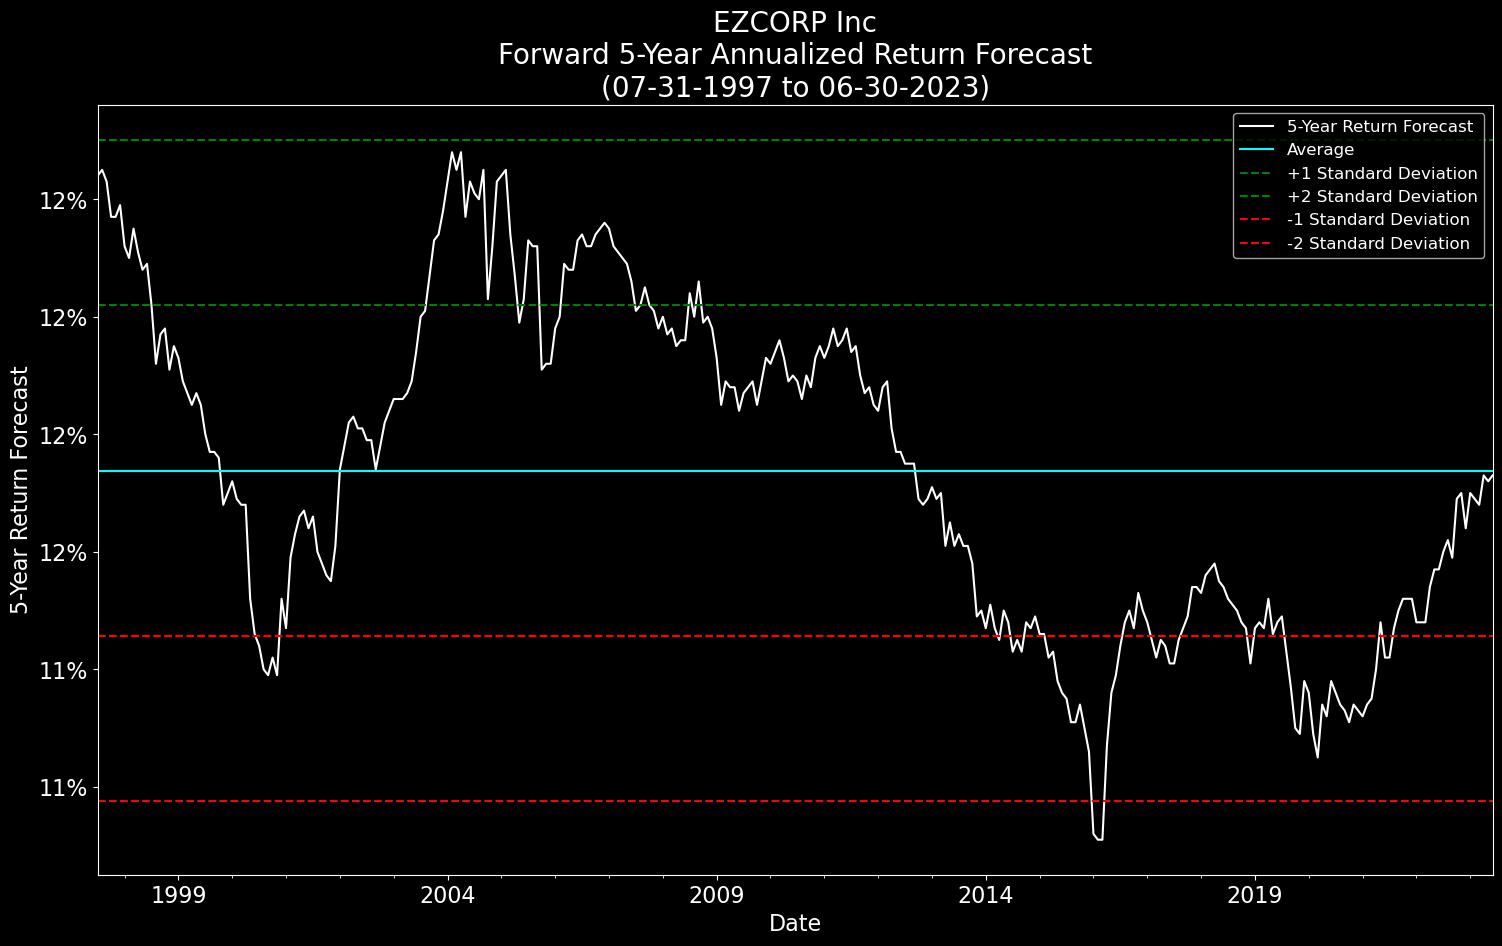 EZCORP Inc
Forward 5-Year Annualized Return Forecast
(07-31-1997 to 06-30-2023)
5-Year Return Forecast
Average
+1 Standard Deviation
+2 Standard Deviation
-1 Standard Deviation
-2 Standard Deviation
12%
12%
12%
12%
11%
11%
5-Year Return Forecast
1999
2004
2009
2014
2019
Date